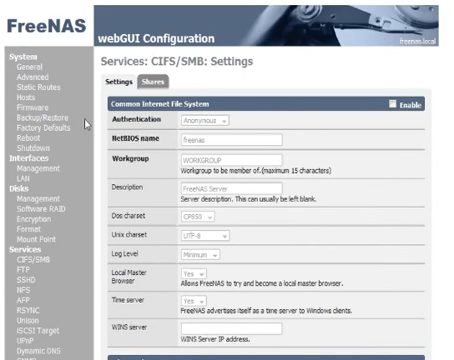 FreeNAS
webGUI Configuration
freenas.local
System
General
Advanced
Static Routes
Hosts
Firmware
Backup/Restore
Factory Defaults
Reboot
Shutdown
Interfaces
Management
LAN
Disks
Management
Software RAID
Encryption
Format
Mount Point
Services
CIFS/SMB
FTP
SSHD
NFS
AFP
RSYNC
Unison
iSCSI Target
UPnP
Dynamic DNS
Services: CIFS/SMB: Settings
Settings Shares
Common Internet File System Enable
Authentication Anonymous
NetBIOS name freenas
Workgroup WORKGROUP
Workgroup to be member of.(maximum 15 characters)
Description FreeNAS Server
Server description. This can usually be left blank.
Dos charset CP850
Unix charset UTF-8
Log Level Minimum
Local Master Browser Yes
Allows FreeNAS to try and become a local master browser.
Time server Yes
FreeNAS advertises itself as a time server to Windows clients.
WINS server
WINS Server IP address.